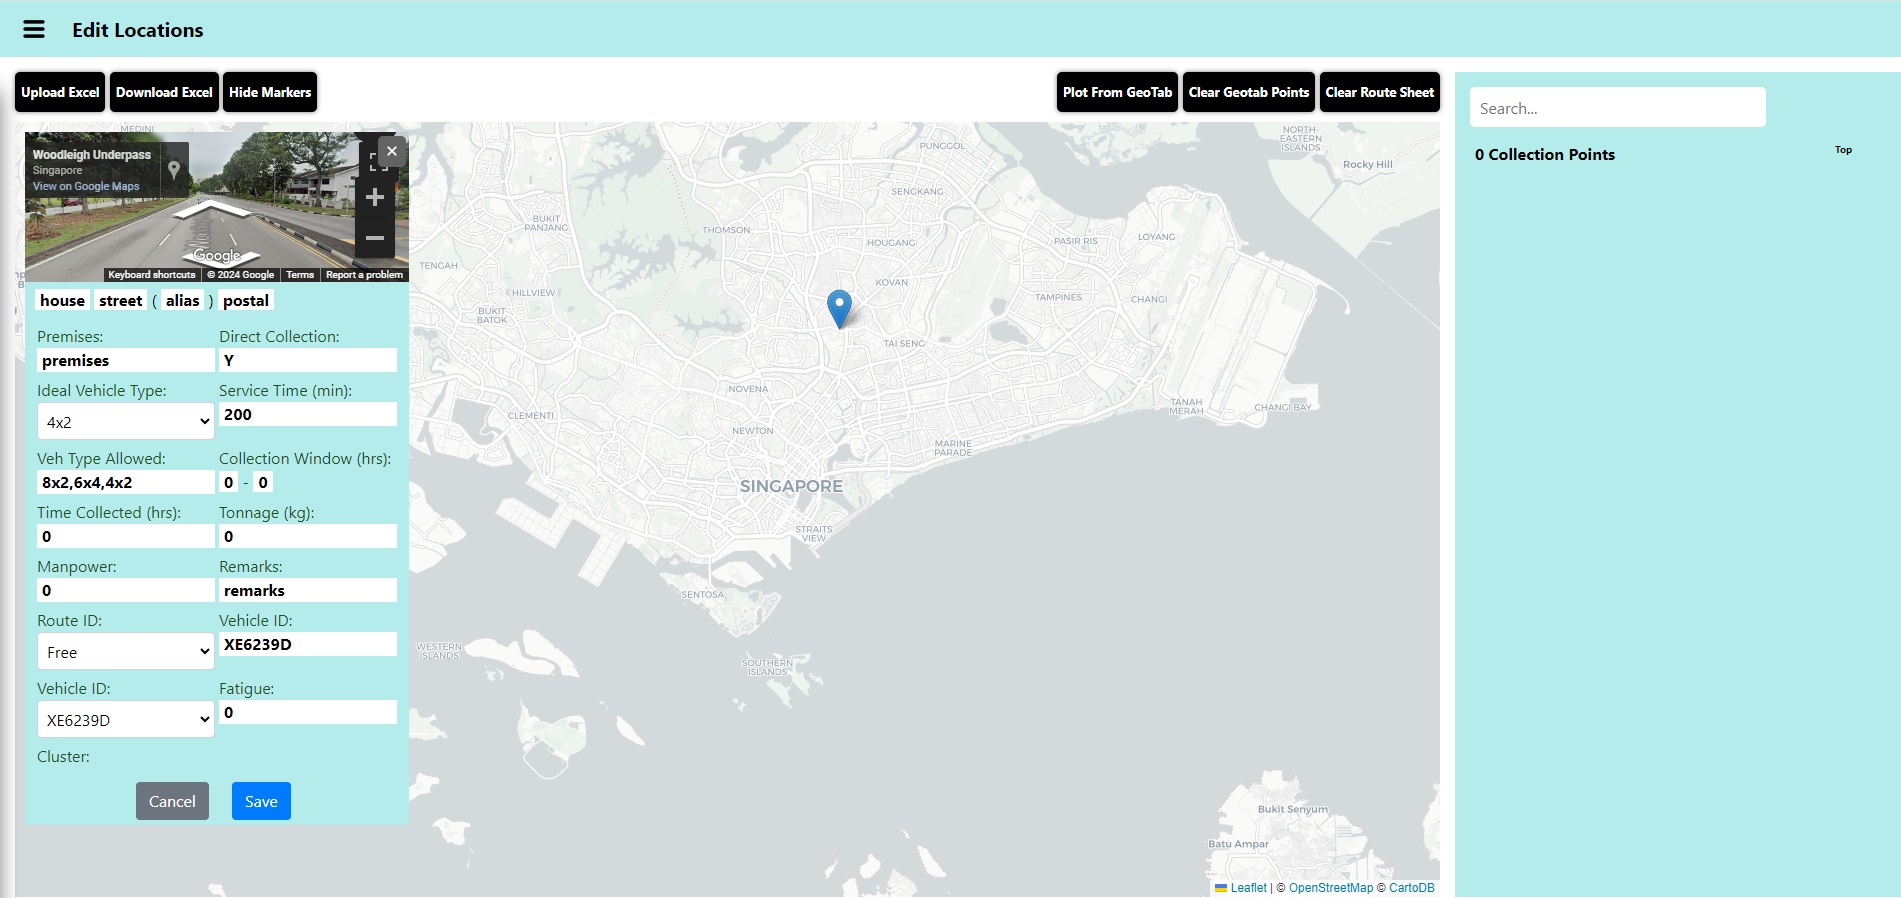 Edit Locations
Upload Excel
Download Excel
Hide Markers
Plot From GeoTab
Clear Geotab Points
Clear Route Sheet
Search...
0 Collection Points
Top
Woodleigh Underpass
Singapore
View on Google Maps
Google
Keyboard shortcuts
© 2024 Google
Terms
Report a problem
house street ( alias ) postal
Premises: Direct Collection:
premises Y
Ideal Vehicle Type: Service Time (min):
4x2 200
Veh Type Allowed: Collection Window (hrs):
8x2,6x4,4x2 0 - 0
Time Collected (hrs): Tonnage (kg):
0 0
Manpower: Remarks:
0 remarks
Route ID: Vehicle ID:
Free XE6239D
Vehicle ID: Fatigue:
XE6239D 0
Cluster:
Cancel Save
MEDINI
PUNGGOL
NORTH-
EASTERN
ISLANDS
Rocky Hill
SENGKANG
BUKIT
PANJANG
THOMSON
HOUGANG
PASIR RIS
LOYANG
TENGAH
KOVAN
HILLVIEW
TAMPINES
CHANGI
BUKIT
BATOK
TAI SENG
NOVENA
TANAH
MERAH
CHANGI BAY
CLEMENTI
NEWTON
MARINE
PARADE
SINGAPORE
STRAITS
VIEW
SENTOSA
WESTERN
ISLANDS
SOUTHERN
ISLANDS
Bukit Senyum
Batu Ampar
Leaflet | © OpenStreetMap © CartoDB